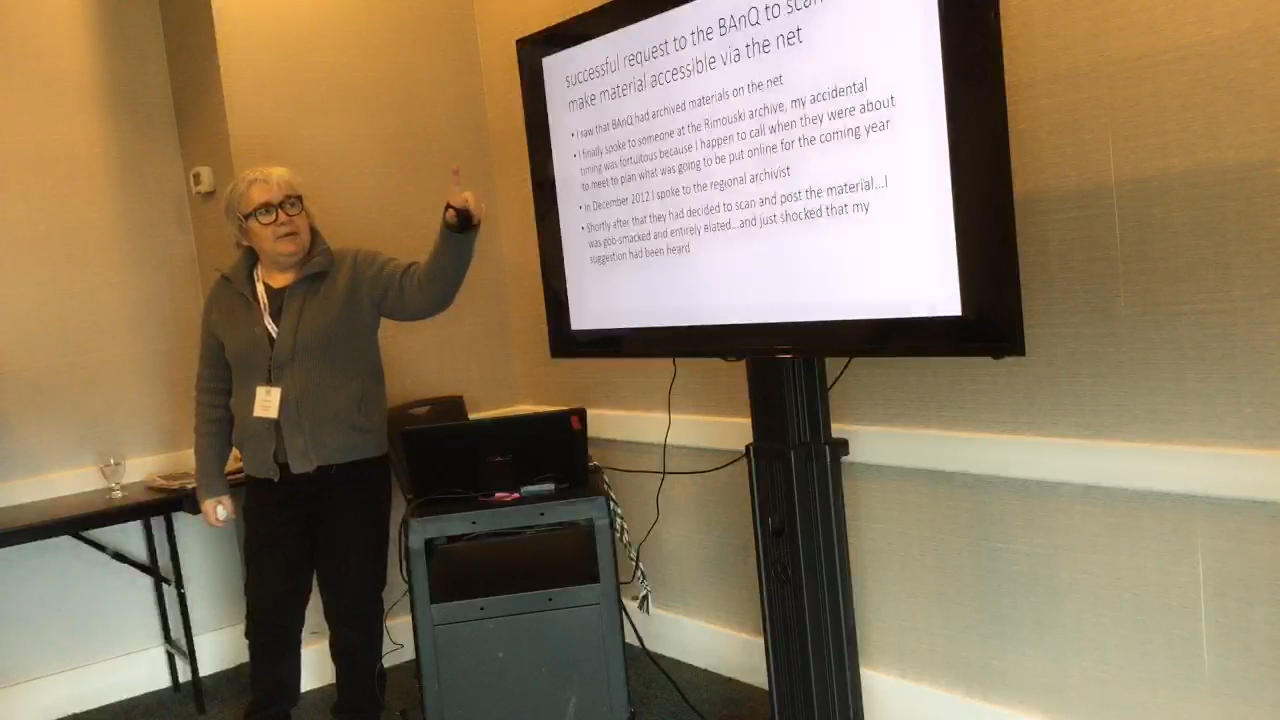 successful request to the BAnQ to scan
make material accessible via the net
• I saw that BAnQ had archived materials on the net
• I finally spoke to someone at the Rimouski archive, my accidental
timing was fortuitous because I happen to call when they were about
to meet to plan what was going to be put online for the coming year
• In December 2012 I spoke to the regional archivist
• Shortly after that they had decided to scan and post the material...I
was gob-smacked and entirely elated...and just shocked that my
suggestion had been heard